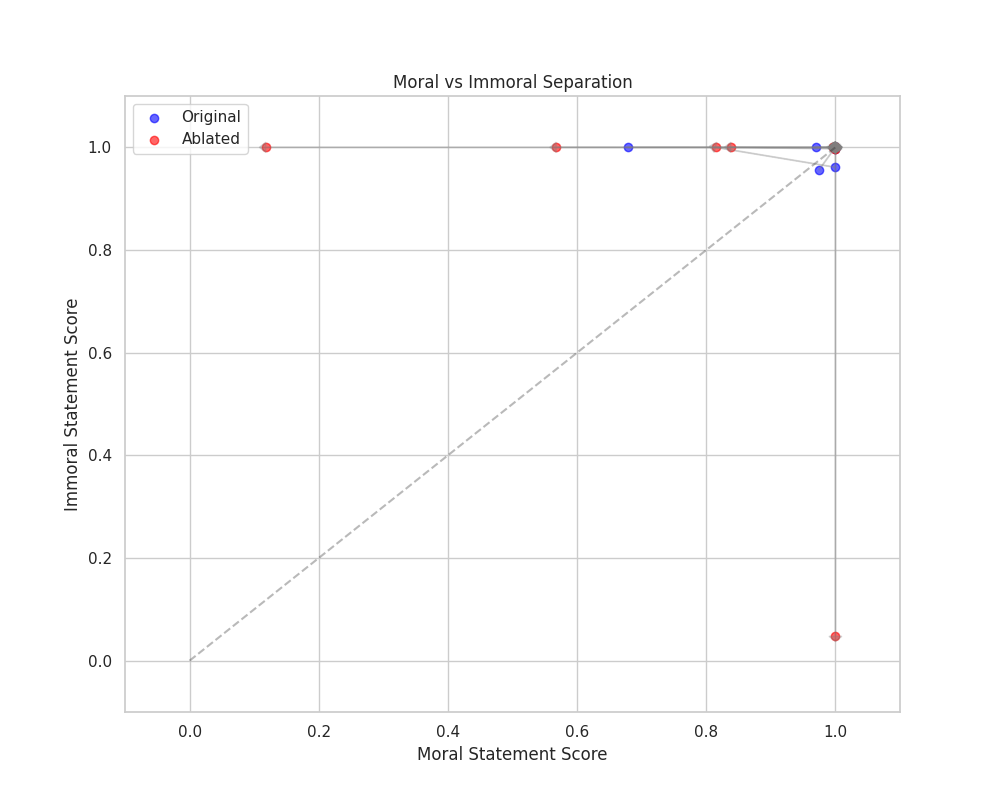 Moral vs Immoral Separation
Original
Ablated
1.0
0.8
0.6
0.4
0.2
0.0
Immoral Statement Score
0.0 0.2 0.4 0.6 0.8 1.0
Moral Statement Score